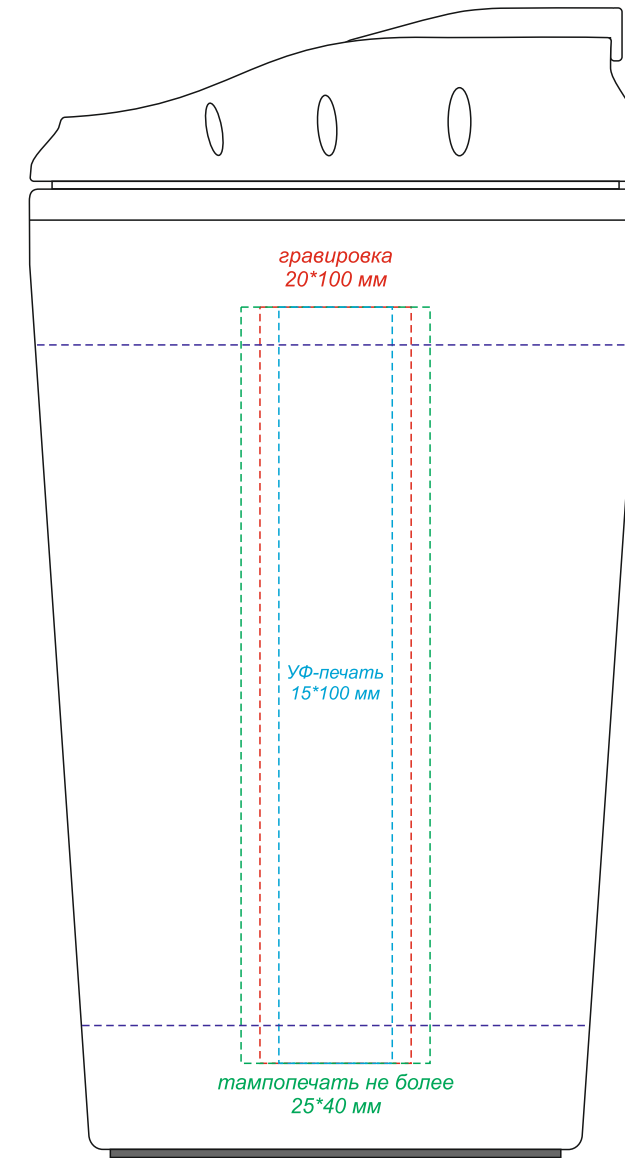 гравировка
20*100 мм
УФ-печать
15*100 мм
тампопечать не более
25*40 мм